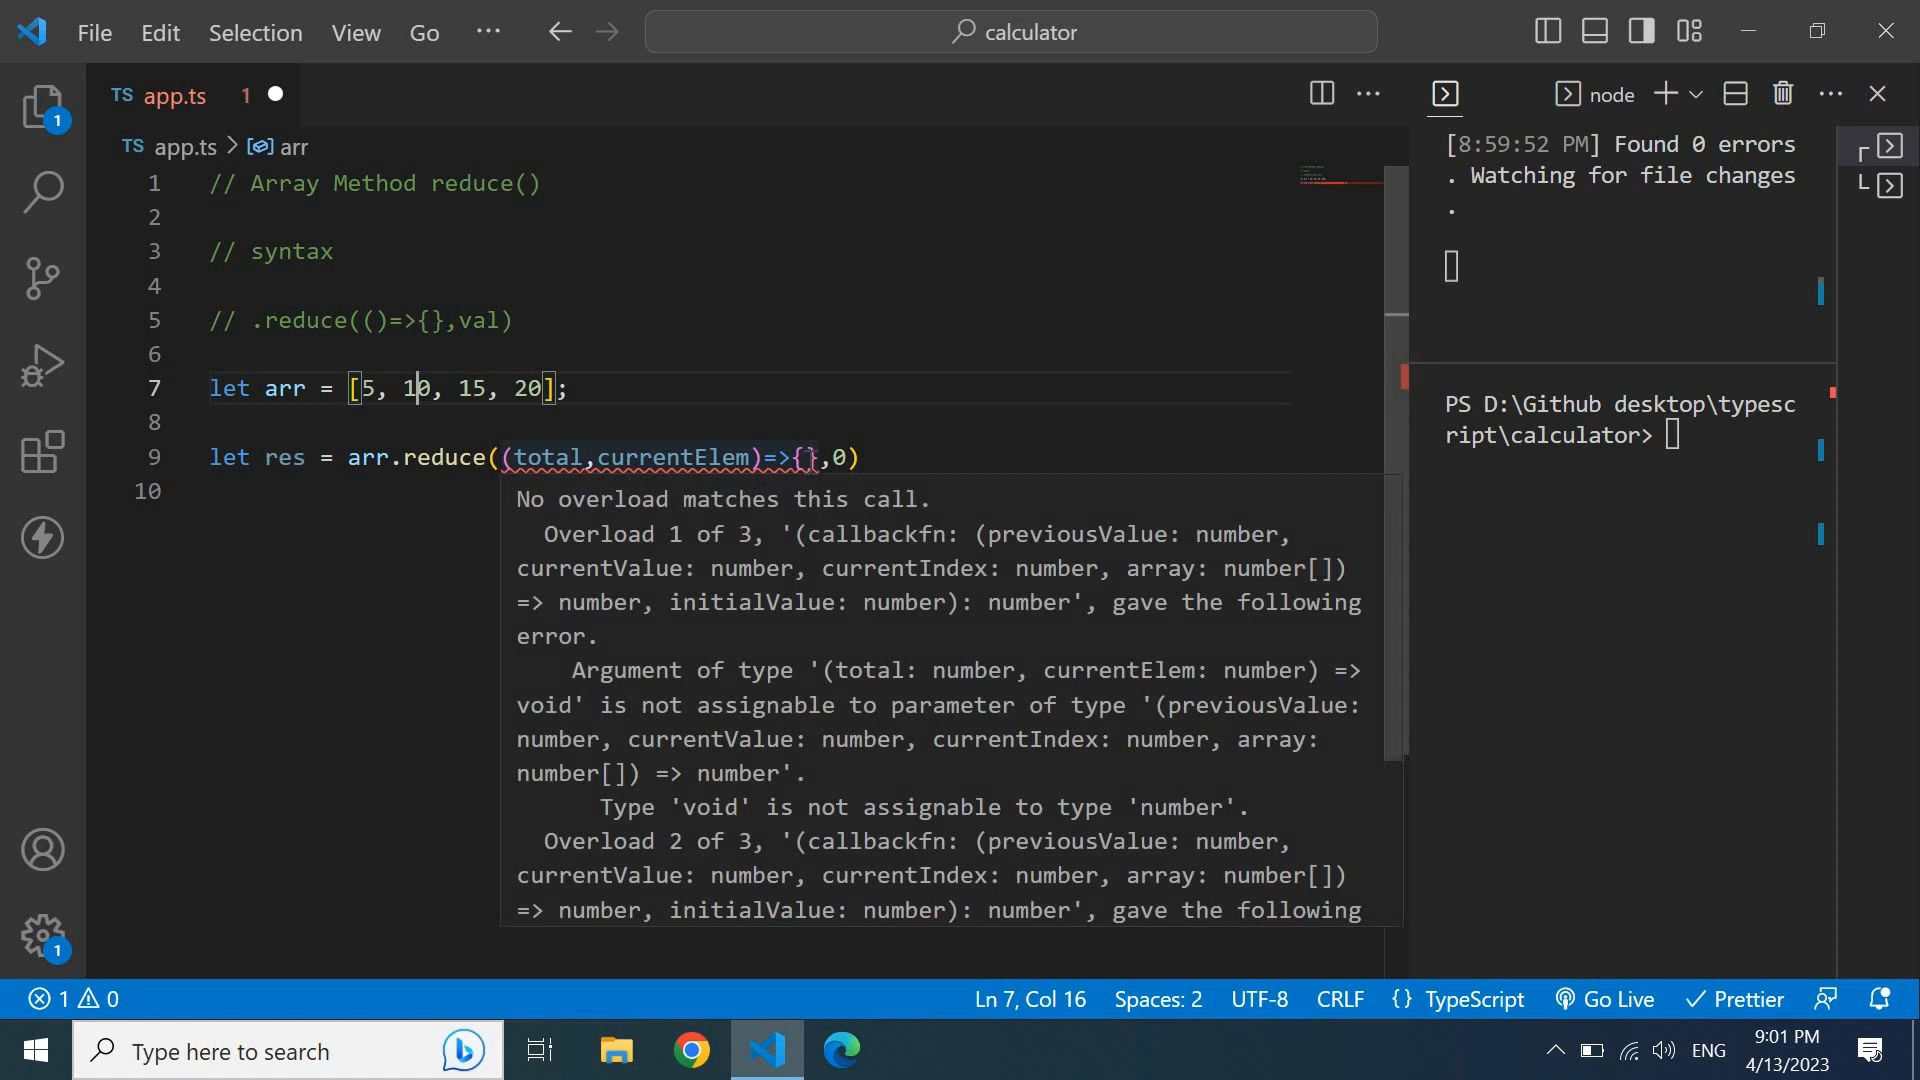 File Edit Selection View Go ··· calculator
TS app.ts 1
TS app.ts > arr
1 // Array Method reduce()
2
3 // syntax
4
5 // .reduce(()=>{},val)
6
7 let arr = [5, 10, 15, 20];
8
9 let res = arr.reduce((total,currentElem)=>{},0)
10
No overload matches this call.
Overload 1 of 3, '(callbackfn: (previousValue: number,
currentValue: number, currentIndex: number, array: number[])
=> number, initialValue: number): number', gave the following
error.
Argument of type '(total: number, currentElem: number) =>
void' is not assignable to parameter of type '(previousValue:
number, currentValue: number, currentIndex: number, array:
number[]) => number'.
Type 'void' is not assignable to type 'number'.
Overload 2 of 3, '(callbackfn: (previousValue: number,
currentValue: number, currentIndex: number, array: number[])
=> number, initialValue: number): number', gave the following
node
[8:59:52 PM] Found 0 errors
. Watching for file changes
.
PS D:\Github desktop\typesc
ript\calculator>
1
1
1 0 Ln 7, Col 16 Spaces: 2 UTF-8 CRLF {} TypeScript Go Live Prettier
Type here to search
ENG
9:01 PM
4/13/2023